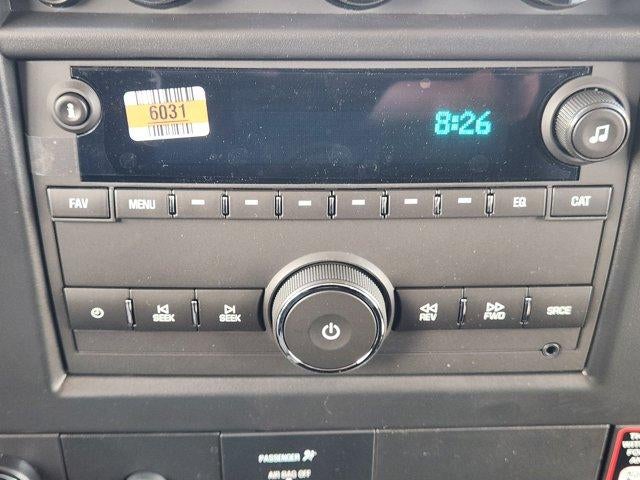 6031
8:26
FAV MENU EQ CAT
SEEK SEEK REV FWD SRCE
PASSENGER
AIR BAG OFF